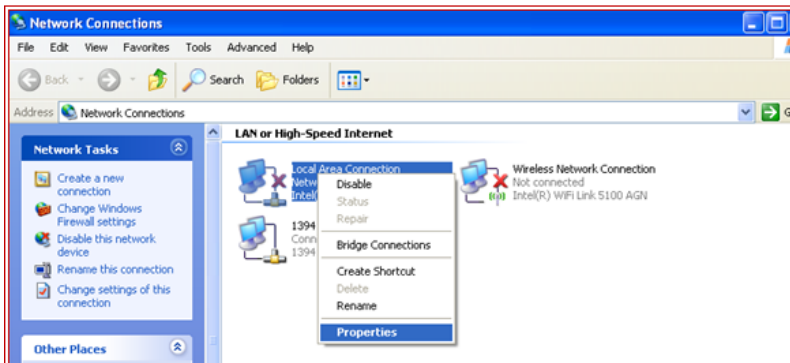 Network Connections
File Edit View Favorites Tools Advanced Help
Back Search Folders
Address Network Connections G
Network Tasks
Create a new
connection
Change Windows
Firewall settings
Disable this network
device
Rename this connection
Change settings of this
connection
Other Places
LAN or High-Speed Internet
Local Area Connection
Netw
Intel(
1394
Conn
1394
Disable
Status
Repair
Bridge Connections
Create Shortcut
Delete
Rename
Properties
Wireless Network Connection
Not connected
Intel(R) WiFi Link 5100 AGN